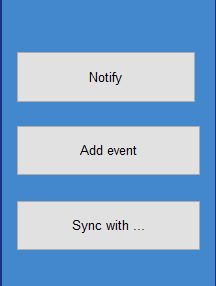 Notify
Add event
Sync with ...